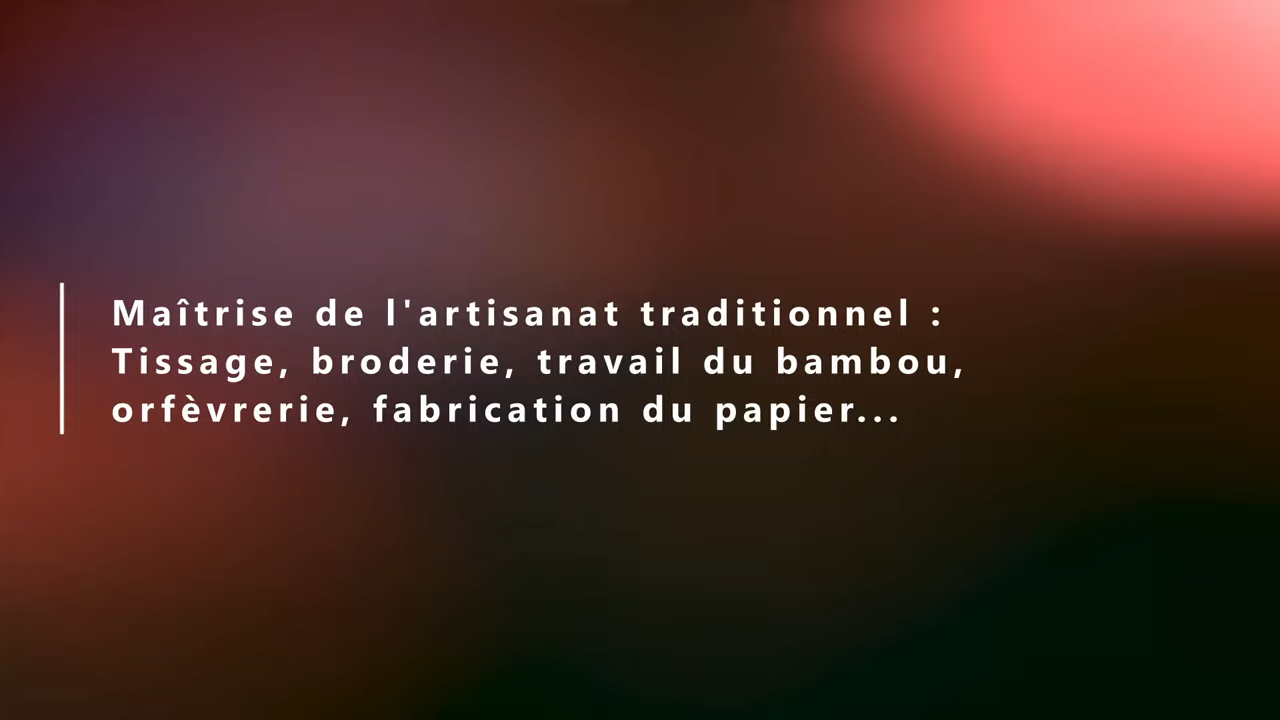 Maîtrise de l'artisanat traditionnel :
Tissage, broderie, travail du bambou,
orfèvrerie, fabrication du papier...